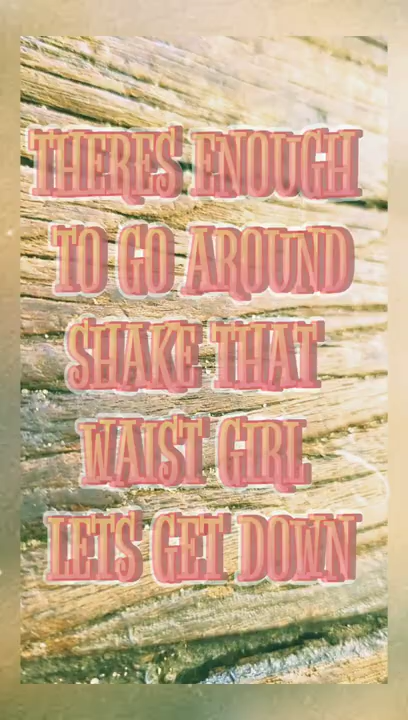 THERES ENOUGH
TO GO AROUND
SHAKE THAT
WAIST GIRL
LETS GET DOWN